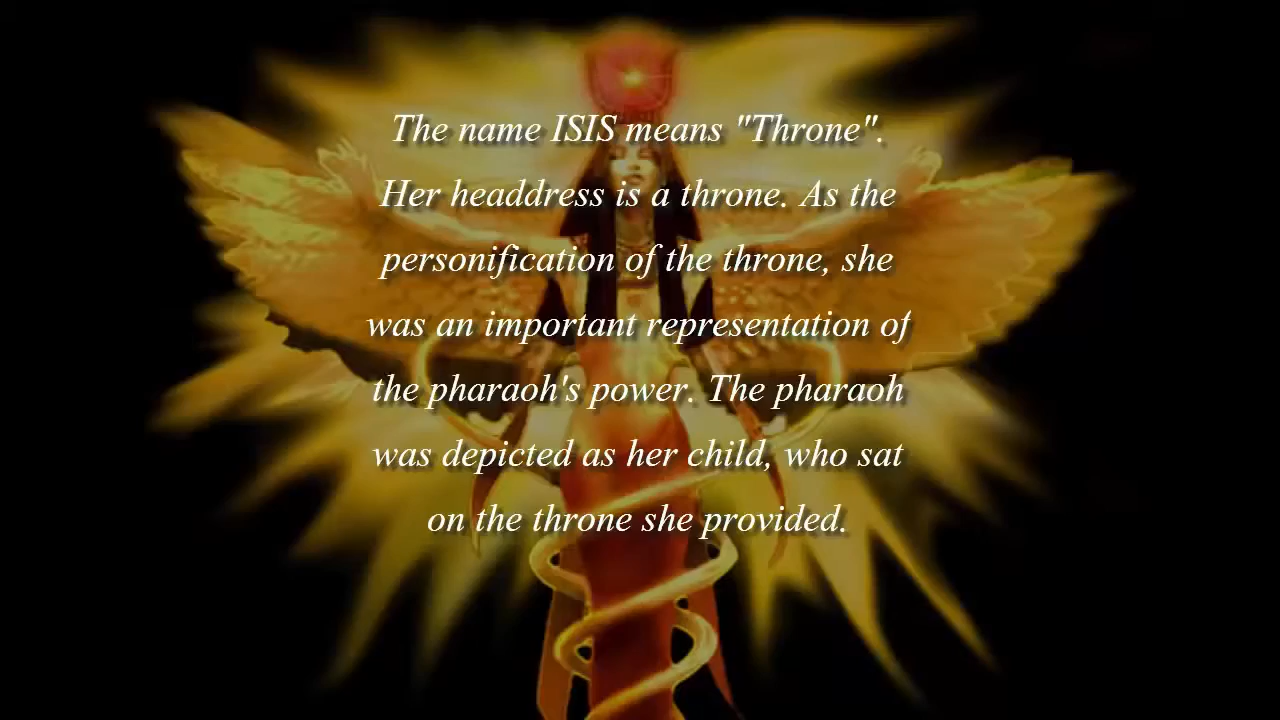 The name ISIS means "Throne".
Her headdress is a throne. As the
personification of the throne, she
was an important representation of
the pharaoh's power. The pharaoh
was depicted as her child, who sat
on the throne she provided.